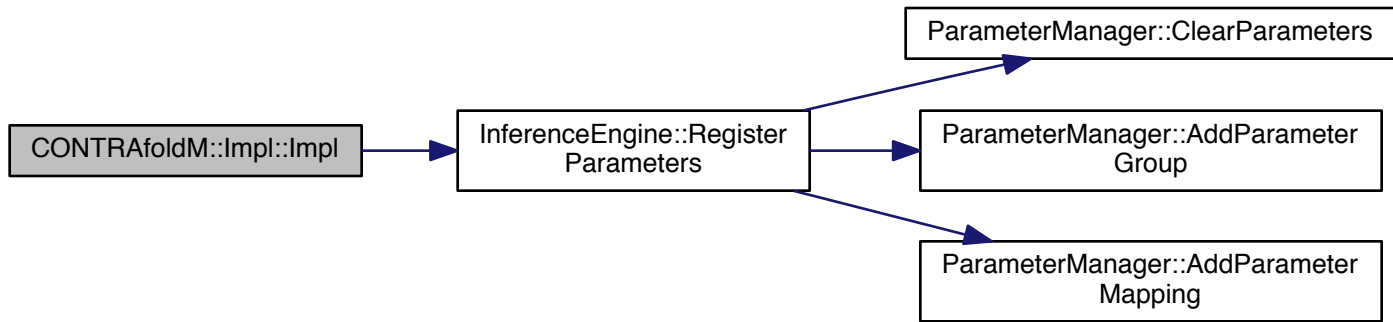 CONTRAfoldM::Impl::Impl
InferenceEngine::Register
Parameters
ParameterManager::ClearParameters
ParameterManager::AddParameter
Group
ParameterManager::AddParameter
Mapping